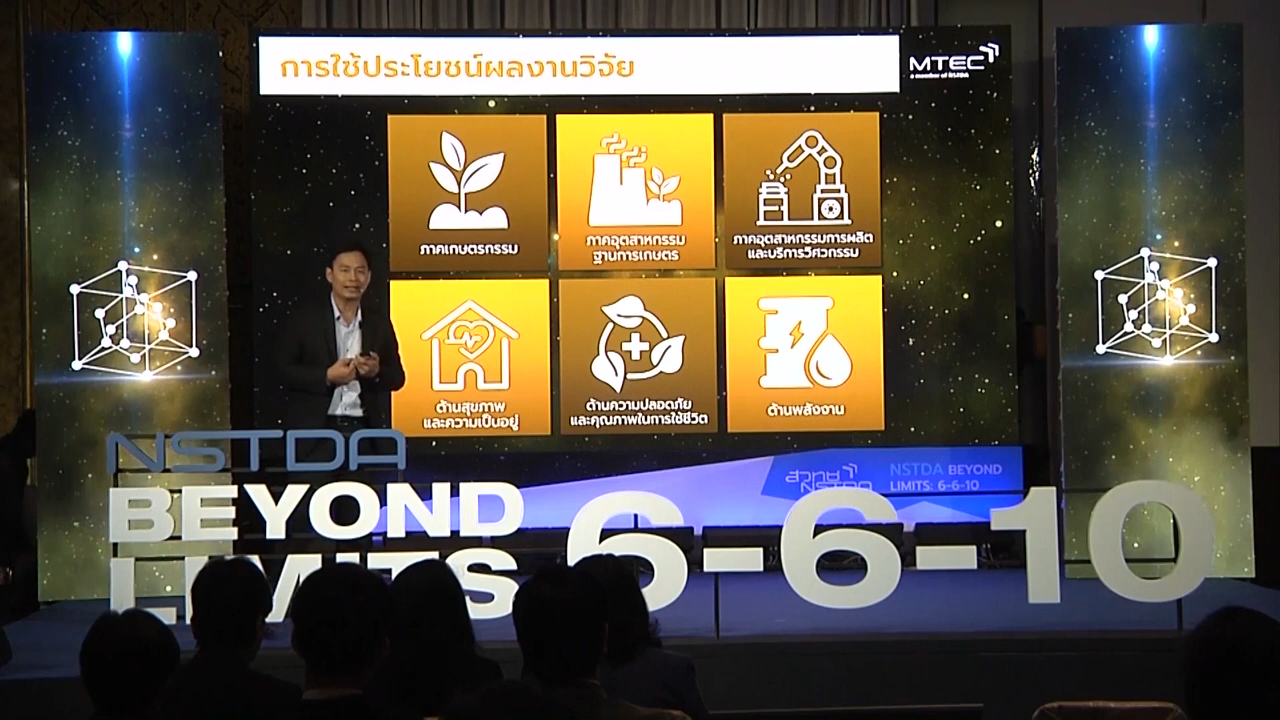 การใช้ประโยชน์ผลงานวิจัย
MTEC
a member of NSTDA
ภาคเกษตรกรรม
ภาคอุตสาหกรรม
ฐานการเกษตร
ภาคอุตสาหกรรมการผลิต
และบริการวิศวกรรม
ด้านสุขภาพ
และความเป็นอยู่
ด้านความปลอดภัย
และคุณภาพในการใช้ชีวิต
ด้านพลังงาน
สวทช
NSTDA
NSTDA BEYOND
LIMITS: 6-6-10
NSTDA
BEYOND
LIMITS
6-6-10